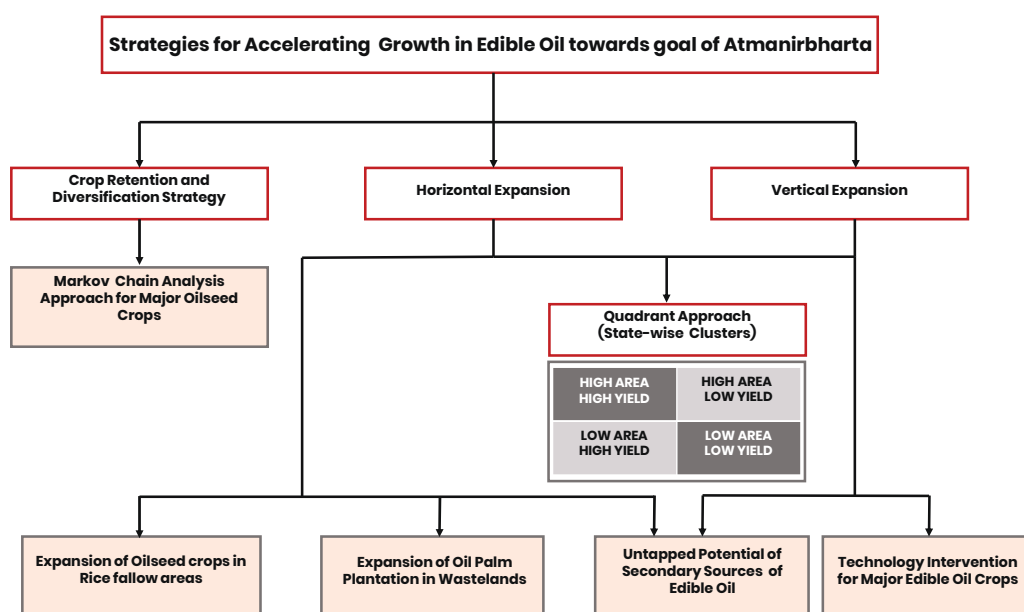 Strategies for Accelerating Growth in Edible Oil towards goal of Atmanirbharta
Crop Retention and
Diversification Strategy
Horizontal Expansion
Vertical Expansion
Markov Chain Analysis
Approach for Major Oilseed
Crops
Quadrant Approach
(State-wise Clusters)
HIGH AREA
HIGH YIELD
HIGH AREA
LOW YIELD
LOW AREA
HIGH YIELD
LOW AREA
LOW YIELD
Expansion of Oilseed crops in
Rice fallow areas
Expansion of Oil Palm
Plantation in Wastelands
Untapped Potential of
Secondary Sources of
Edible Oil
Technology Intervention
for Major Edible Oil Crops